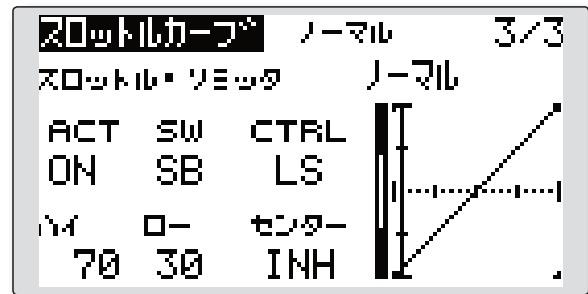 スロットルカーブ ノーマル 3/3
スロットル・リミッタ ノーマル
ACT SW CTRL
ON SB LS
ハイ ロー センター
70 30 INH